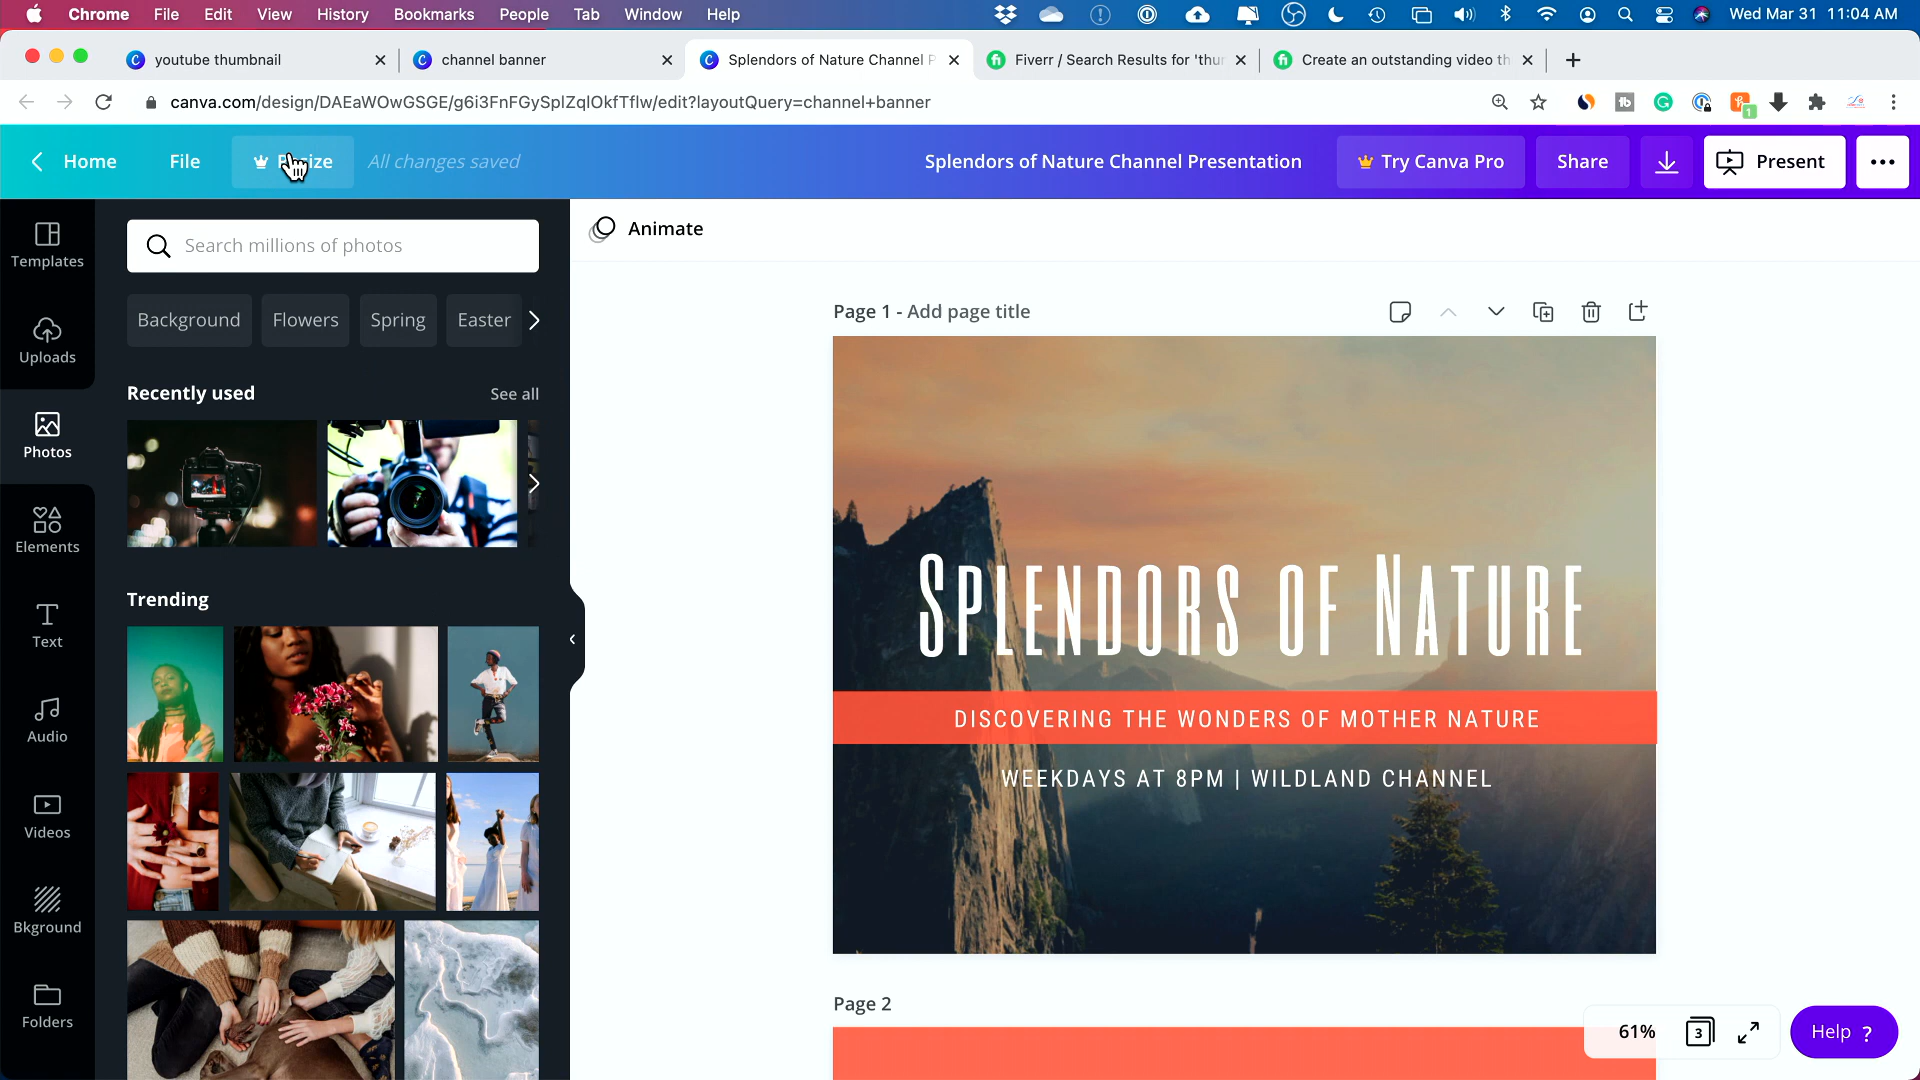 Chrome File Edit View History Bookmarks People Tab Window Help Wed Mar 31 11:04 AM
youtube thumbnail
channel banner
Splendors of Nature Channel P
Fiverr / Search Results for 'thu
Create an outstanding video th
canva.com/design/DAEaWOwGSGE/g6i3FnFGySplZqlOkfTflw/edit?layoutQuery=channel+banner
Home File All changes saved Splendors of Nature Channel Presentation Try Canva Pro Share Present
Templates
Uploads
Photos
Elements
Text
Audio
Videos
Bkground
Folders
Search millions of photos
Background Flowers Spring Easter
Recently used See all
Trending
Animate
Page 1 - Add page title
Splendors of Nature
DISCOVERING THE WONDERS OF MOTHER NATURE
WEEKDAYS AT 8PM | WILDLAND CHANNEL
Page 2
61% 3 Help ?